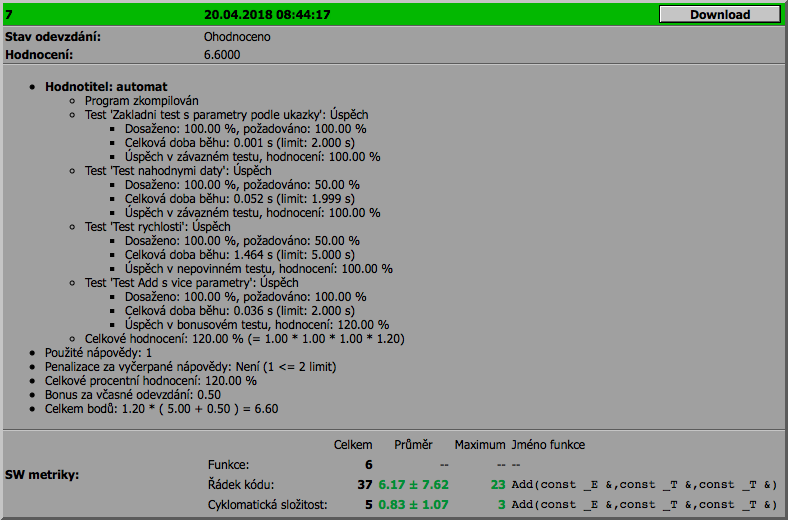 7 20.04.2018 08:44:17 Download
Stav odevzdání: Ohodnoceno
Hodnocení: 6.6000
Hodnotitel: automat
Program zkompilován
Test 'Zakladni test s parametry podle ukazky': Úspěch
Dosaženo: 100.00 %, požadováno: 100.00 %
Celková doba běhu: 0.001 s (limit: 2.000 s)
Úspěch v závazném testu, hodnocení: 100.00 %
Test 'Test nahodnymi daty': Úspěch
Dosaženo: 100.00 %, požadováno: 50.00 %
Celková doba běhu: 0.052 s (limit: 1.999 s)
Úspěch v závazném testu, hodnocení: 100.00 %
Test 'Test rychlosti': Úspěch
Dosaženo: 100.00 %, požadováno: 50.00 %
Celková doba běhu: 1.464 s (limit: 5.000 s)
Úspěch v nepovinném testu, hodnocení: 100.00 %
Test 'Test Add s vice parametry': Úspěch
Dosaženo: 100.00 %, požadováno: 100.00 %
Celková doba běhu: 0.036 s (limit: 2.000 s)
Úspěch v bonusovém testu, hodnocení: 120.00 %
Celkové hodnocení: 120.00 % (= 1.00 * 1.00 * 1.00 * 1.20)
Použité nápovědy: 1
Penalizace za vyčerpané nápovědy: Není (1 <= 2 limit)
Celkové procentní hodnocení: 120.00 %
Bonus za včasné odevzdání: 0.50
Celkem bodů: 1.20 * ( 5.00 + 0.50 ) = 6.60
SW metriky:
Celkem Průměr Maximum Jméno funkce
Funkce: 6 -- -- --
Řádek kódu: 37 6.17 ± 7.62 23 Add(const _E &,const _T &,const _T &)
Cyklomatická složitost: 5 0.83 ± 1.07 3 Add(const _E &,const _T &,const _T &)